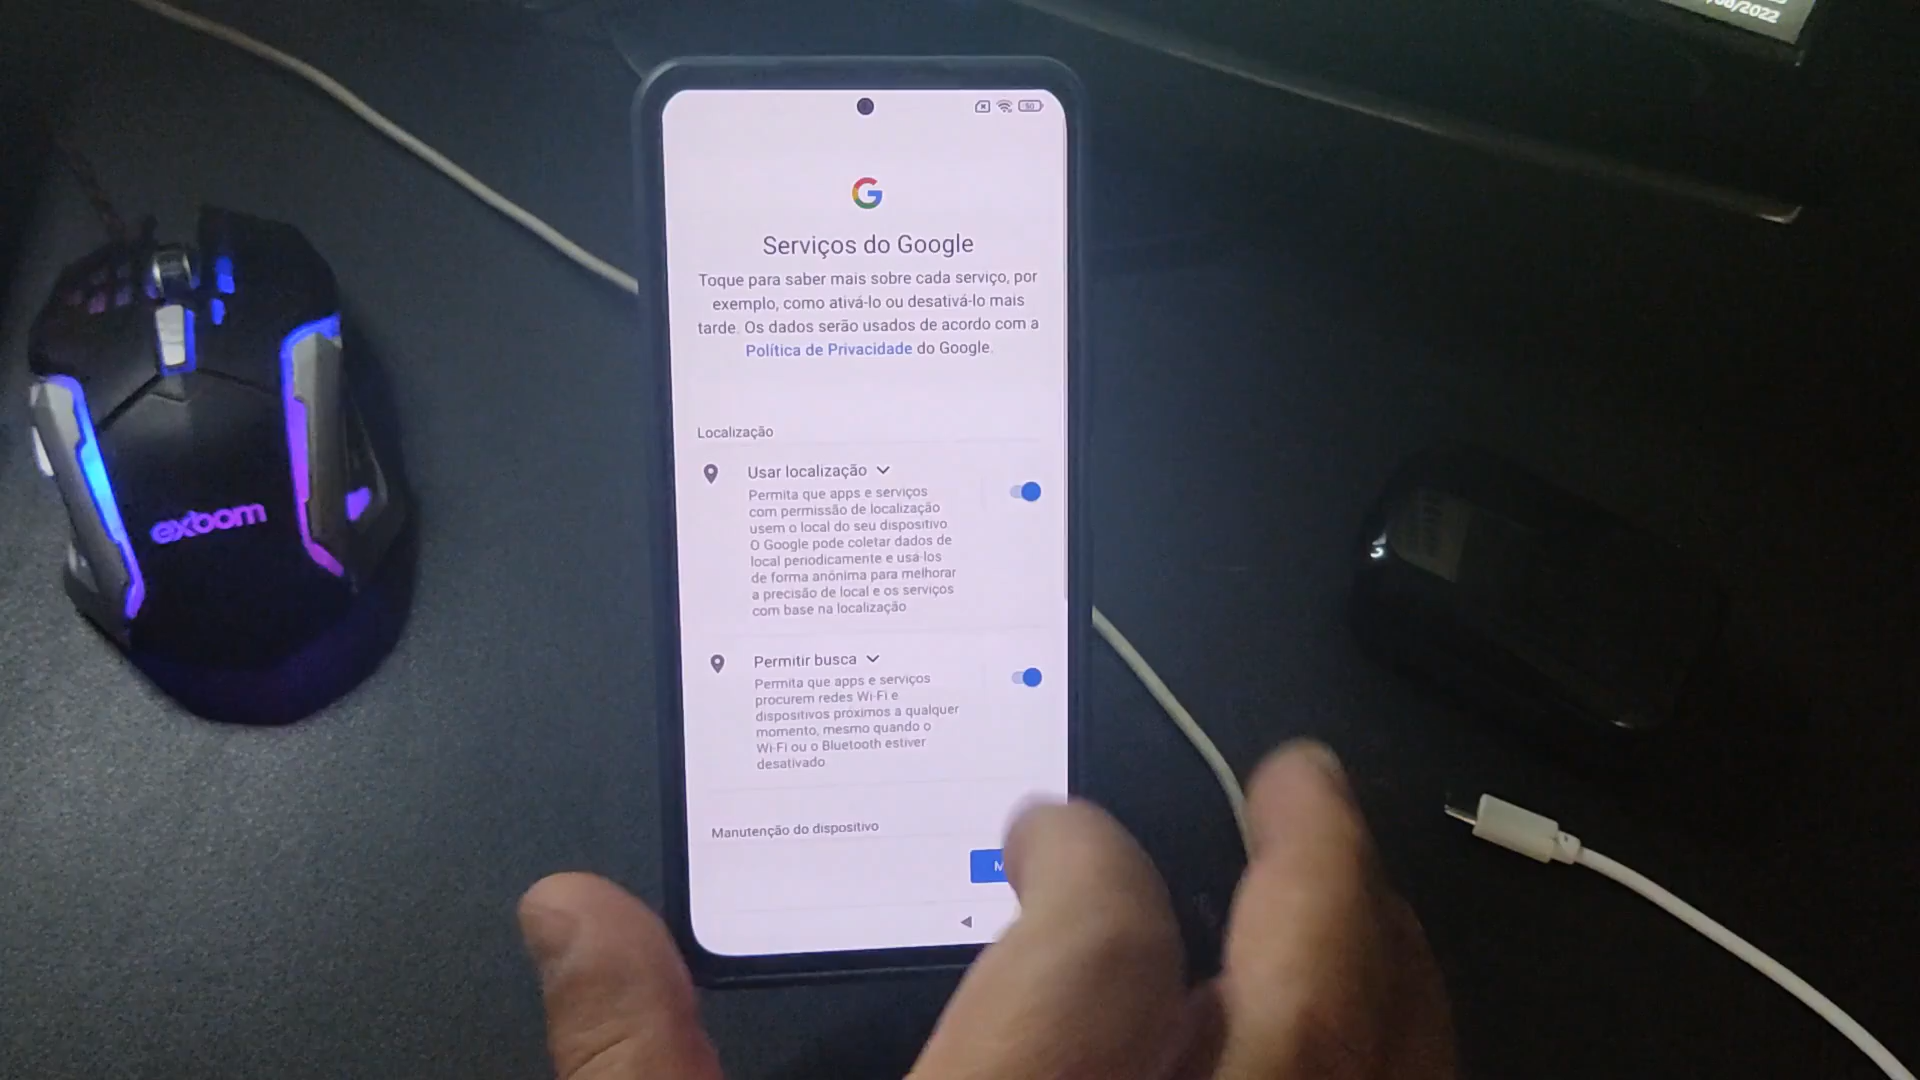 /2022
50
G
Serviços do Google
Toque para saber mais sobre cada serviço, por
exemplo, como ativá-lo ou desativá-lo mais
tarde. Os dados serão usados de acordo com a
Política de Privacidade do Google.
Localização
Usar localização
Permita que apps e serviços
com permissão de localização
usem o local do seu dispositivo
O Google pode coletar dados de
local periodicamente e usá-los
de forma anônima para melhorar
a precisão de local e os serviços
com base na localização
exbom
Permitir busca
Permita que apps e serviços
procurem redes Wi-Fi e
dispositivos próximos a qualquer
momento, mesmo quando o
Wi-Fi ou o Bluetooth estiver
desativado
Manutenção do dispositivo
M